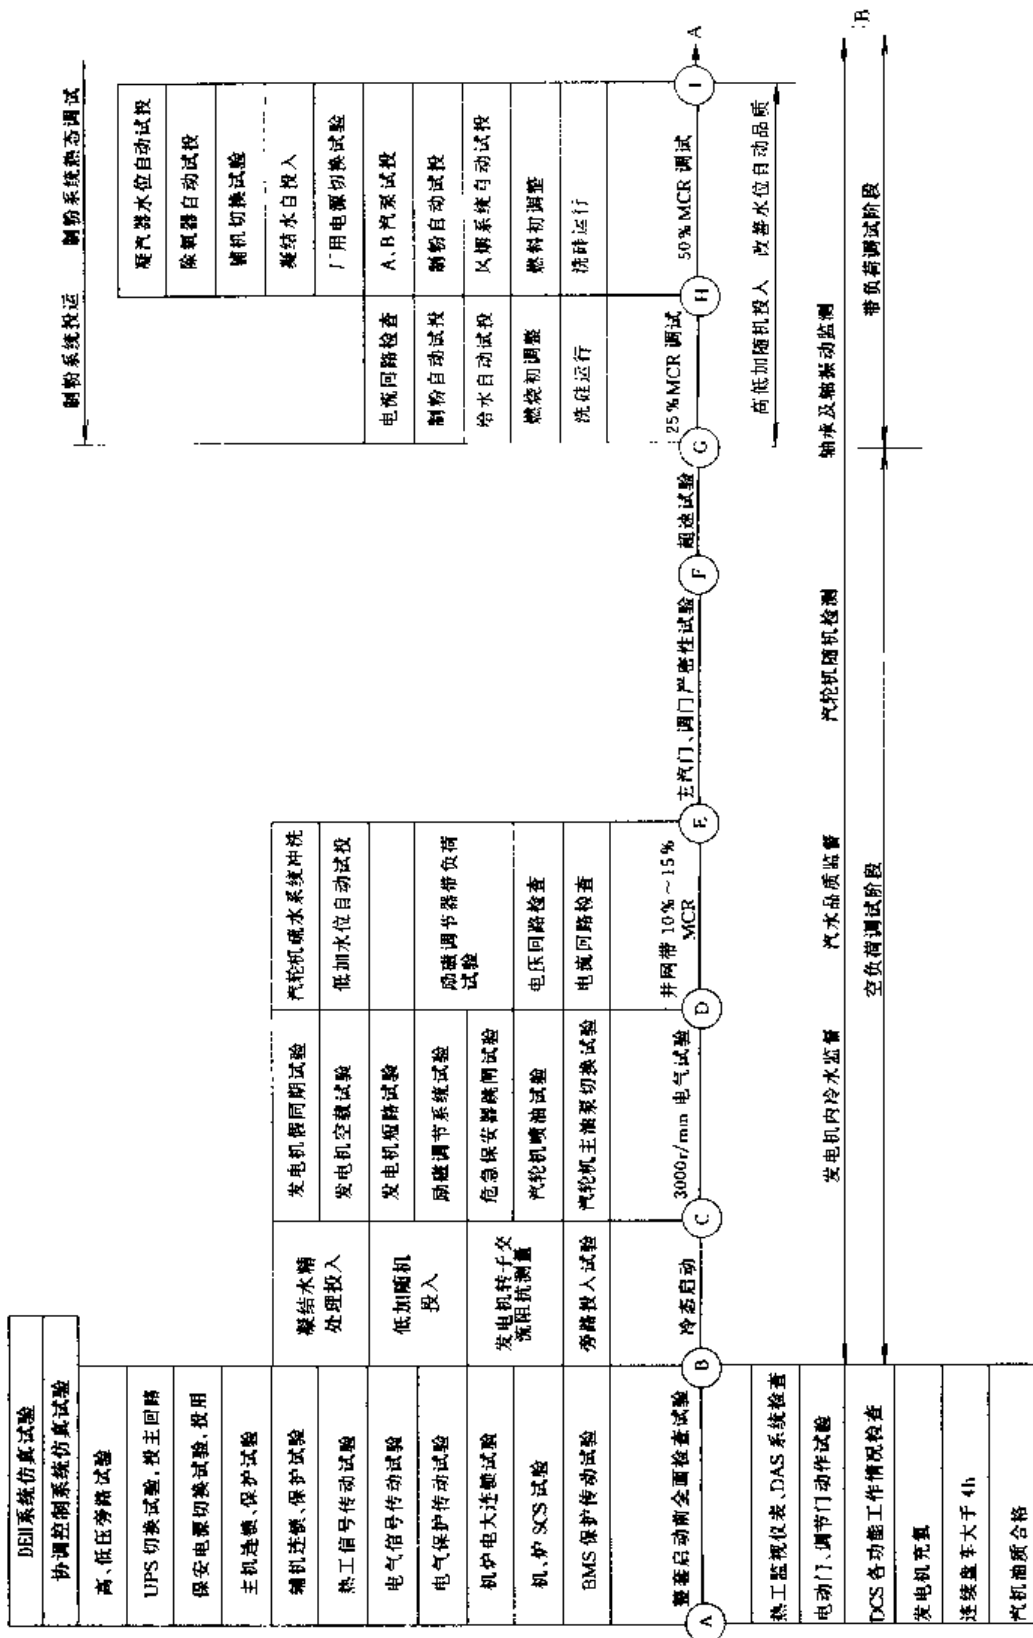 DEH系统仿真试验
协调控制系统仿真试验
高、低压旁路试验
UPS切换试验,投主回路
保安电源切换试验,投用
主机连锁、保护试验
辅机连锁、保护试验
热工信号传动试验
电气信号传动试验
电气保护传动试验
机炉电大连锁试验
机、炉SCS试验
BMS保护传动试验
整套启动前全面检查试验
A
热工监视仪表、DAS系统检查
电动门、调节门动作试验
DCS各功能工作情况检查
发电机充氢
连续盘车大于4h
汽机油质合格
凝结水精
处理投入
低加随机
投入
发电机转子交
流阻抗测量
旁路投入试验
冷态启动
B
发电机假同期试验
发电机空载试验
发电机短路试验
励磁调节系统试验
危急保安器跳闸试验
汽轮机喷油试验
汽轮机主油泵切换试验
3000r/mm 电气试验
C
汽轮机疏水系统冲洗
低加水位自动试投
励磁调节器带负荷
试验
电压回路检查
电流回路检查
并网带10%~15%
MCR
D
E
主汽门、调门严密性试验
F
超速试验
G
制粉系统投运
制粉系统热态调试
电流回路检查
制粉自动试投
给水自动试投
燃烧初调整
洗硅运行
25%MCR 调试
H
凝汽器水位自动试投
除氧器自动试投
辅机切换试验
凝结水自投入
厂用电源切换试验
A、B汽泵试投
制粉自动试投
风烟系统自动试投
燃料初调整
洗硅运行
50%MCR 调试
I
A
高低加随机投入
改善水位自动品质
发电机内冷水监督
汽水品质监督
汽轮机随机检测
轴承及轴振动监测
空负荷调试阶段
带负荷调试阶段
B